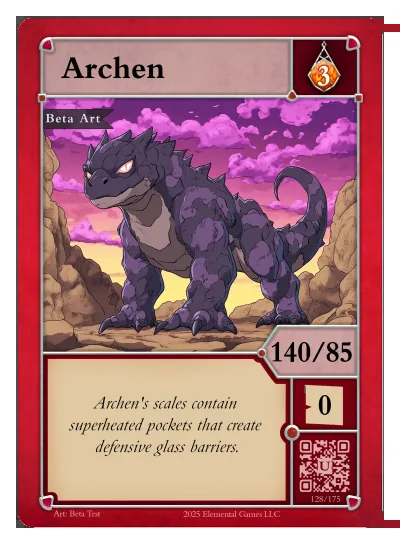 Archen
3
Beta Art
140/85
Archen's scales contain
superheated pockets that create
defensive glass barriers.
0
U
128/175
Art: Beta Test
2025 Elemental Games LLC